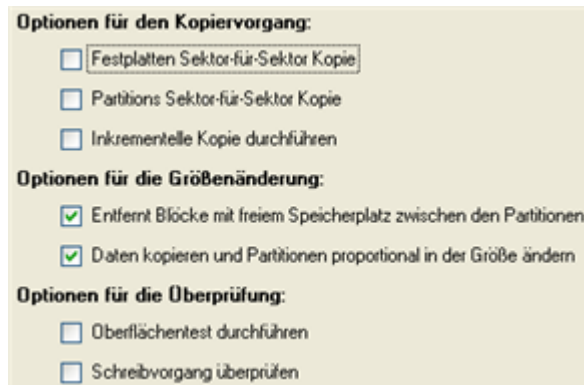 Optionen für den Kopiervorgang:
Festplatten Sektor-für-Sektor Kopie
Partitions Sektor-für-Sektor Kopie
Inkrementelle Kopie durchführen
Optionen für die Größenänderung:
Entfernt Blöcke mit freiem Speicherplatz zwischen den Partitionen
Daten kopieren und Partitionen proportional in der Größe ändern
Optionen für die Überprüfung:
Oberflächentest durchführen
Schreibvorgang überprüfen